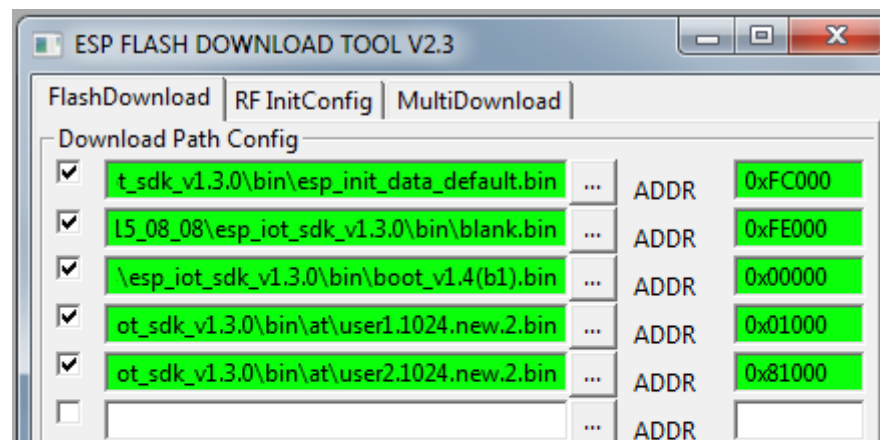 ESP FLASH DOWNLOAD TOOL V2.3
FlashDownload RF InitConfig MultiDownload
Download Path Config
t_sdk_v1.3.0\bin\esp_init_data_default.bin ... ADDR 0xFC000
15_08_08\esp_iot_sdk_v1.3.0\bin\blank.bin ... ADDR 0xFE000
\esp_iot_sdk_v1.3.0\bin\boot_v1.4(b1).bin ... ADDR 0x00000
ot_sdk_v1.3.0\bin\at\user1.1024.new.2.bin ... ADDR 0x01000
ot_sdk_v1.3.0\bin\at\user2.1024.new.2.bin ... ADDR 0x81000
... ADDR